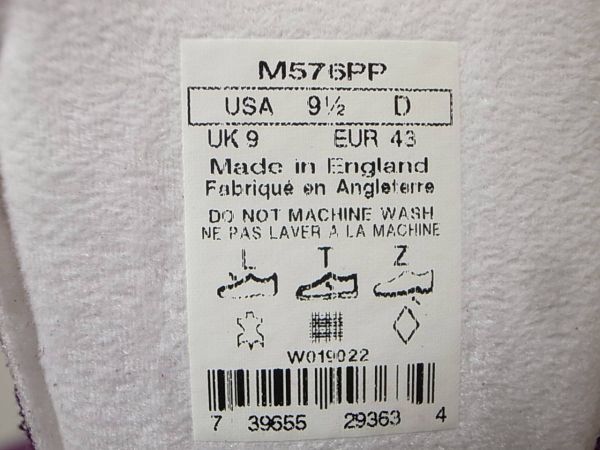 M576PP
USA 9½ D
UK 9 EUR 43
Made in England
Fabriqué en Angleterre
DO NOT MACHINE WASH
NE PAS LAVER A LA MACHINE
L T Z
W019022
7 39655 29363 4